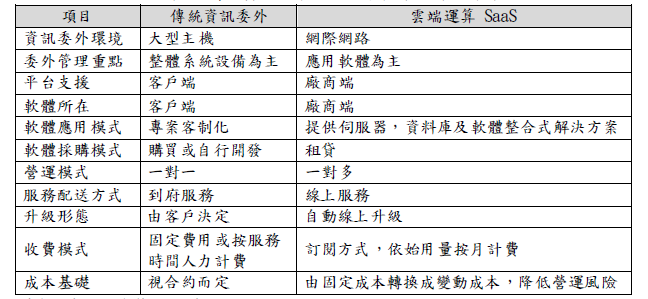 項目 傳統資訊委外 雲端運算 SaaS
資訊委外環境 大型主機 網際網路
委外管理重點 整體系統設備為主 應用軟體為主
平台支援 客戶端 廠商端
軟體所在 客戶端 廠商端
軟體應用模式 專案客制化 提供伺服器，資料庫及軟體整合式解決方案
軟體採購模式 購買或自行開發 租貸
營運模式 一對一 一對多
服務配送方式 到府服務 線上服務
升級形態 由客戶決定 自動線上升級
收費模式 固定費用或按服務
時間人力計費 訂閱方式，依始用量按月計費
成本基礎 視合約而定 由固定成本轉換成變動成本，降低營運風險